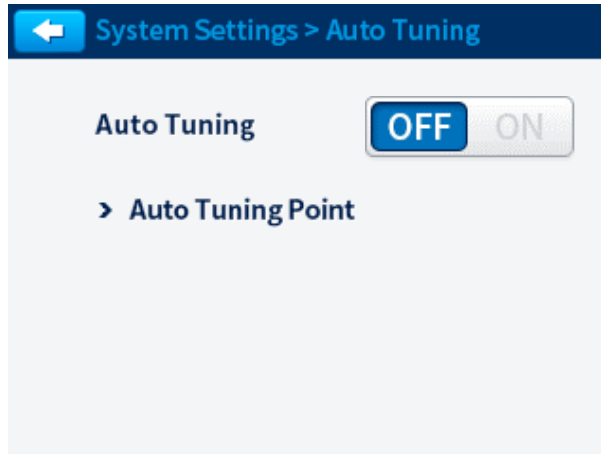 System Settings > Auto Tuning
Auto Tuning OFF ON
> Auto Tuning Point